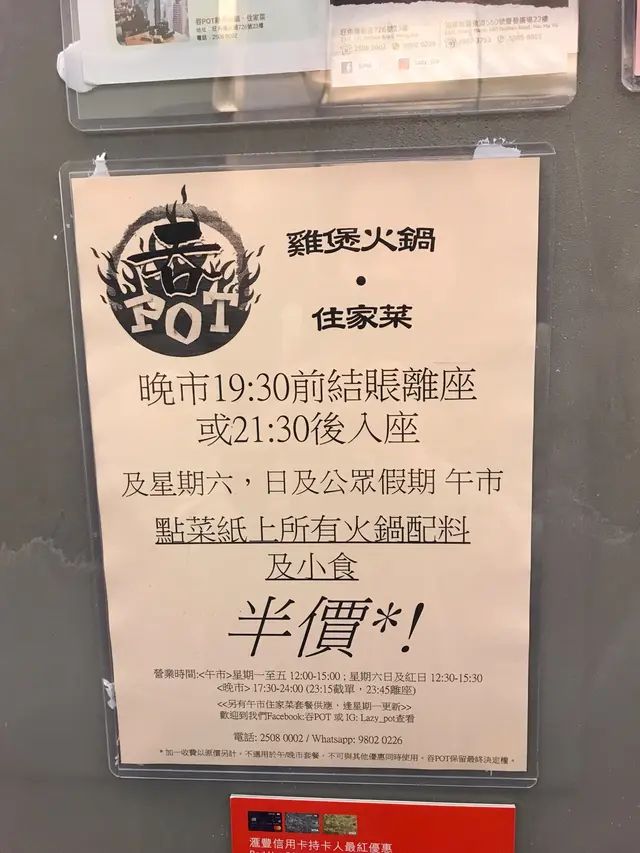 吞POT
雞煲火鍋
•
住家菜
晚市19:30前結賬離座
或21:30後入座
及星期六，日及公眾假期 午市
點菜紙上所有火鍋配料
及小食
半價*!
營業時間:<午市>星期一至五 12:00-15:00 ; 星期六日及紅日 12:30-15:30
<晚市> 17:30-24:00 (23:15截單，23:45離座)
<<另有午市住家菜套餐供應，逢星期一更新>>
歡迎到我們Facebook:吞POT 或 IG: Lazy_pot查看
電話: 2508 0002 / Whatsapp: 9802 0226
*加一收費以原價另計。不適用於午/晚市套餐。不可與其他優惠同時使用。吞POT保留最終決定權。
滙豐信用卡持卡人最紅優惠